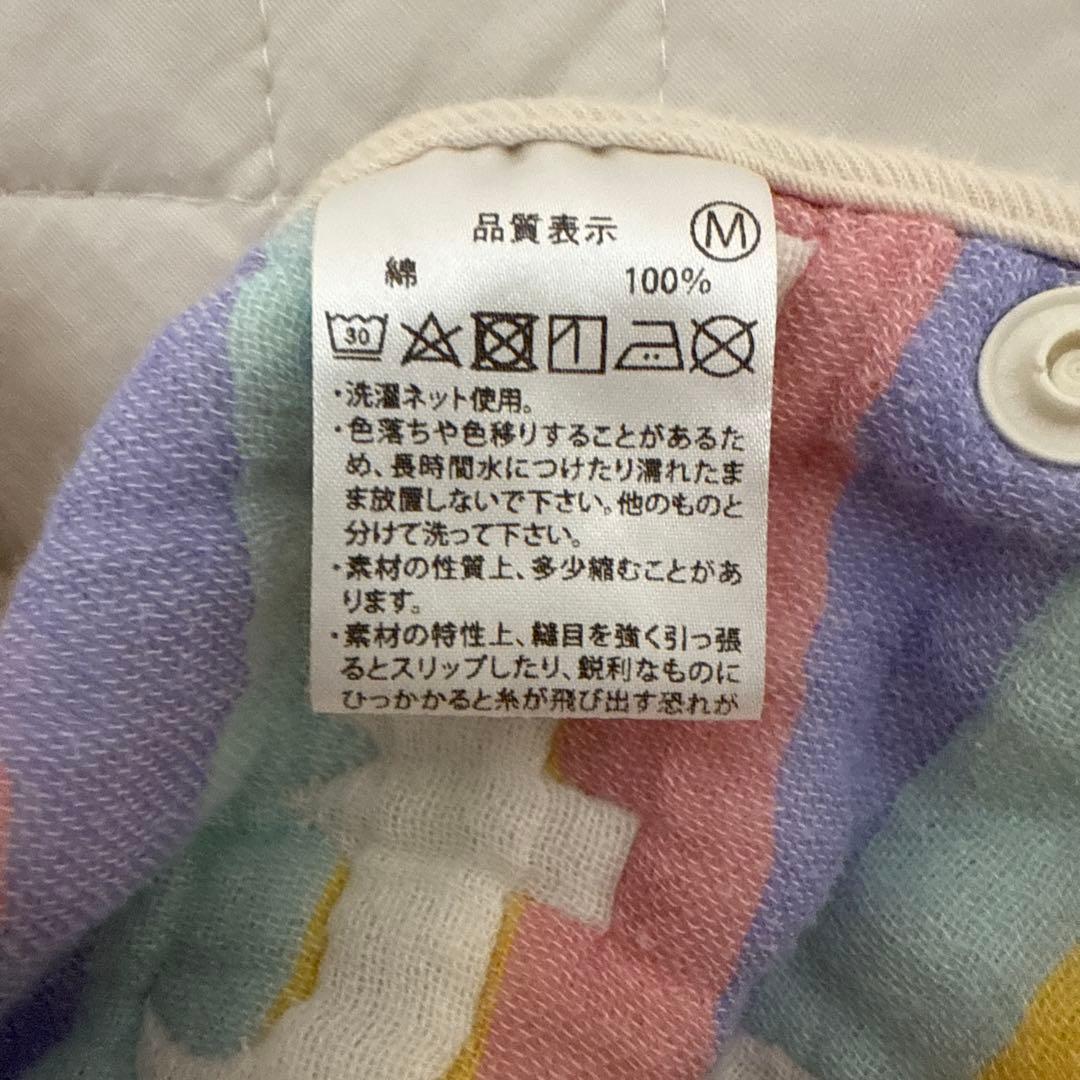 品質表示 Ⓜ
綿 100%
30
・洗濯ネット使用。
・色落ちや色移りすることがあるた
め、長時間水につけたり濡れたま
ま放置しないで下さい。他のものと
分けて洗って下さい。
・素材の性質上、多少縮むことがあ
ります。
・素材の特性上、縫目を強く引っ張
るとスリップしたり、鋭利なものに
ひっかかると糸が飛び出す恐れが